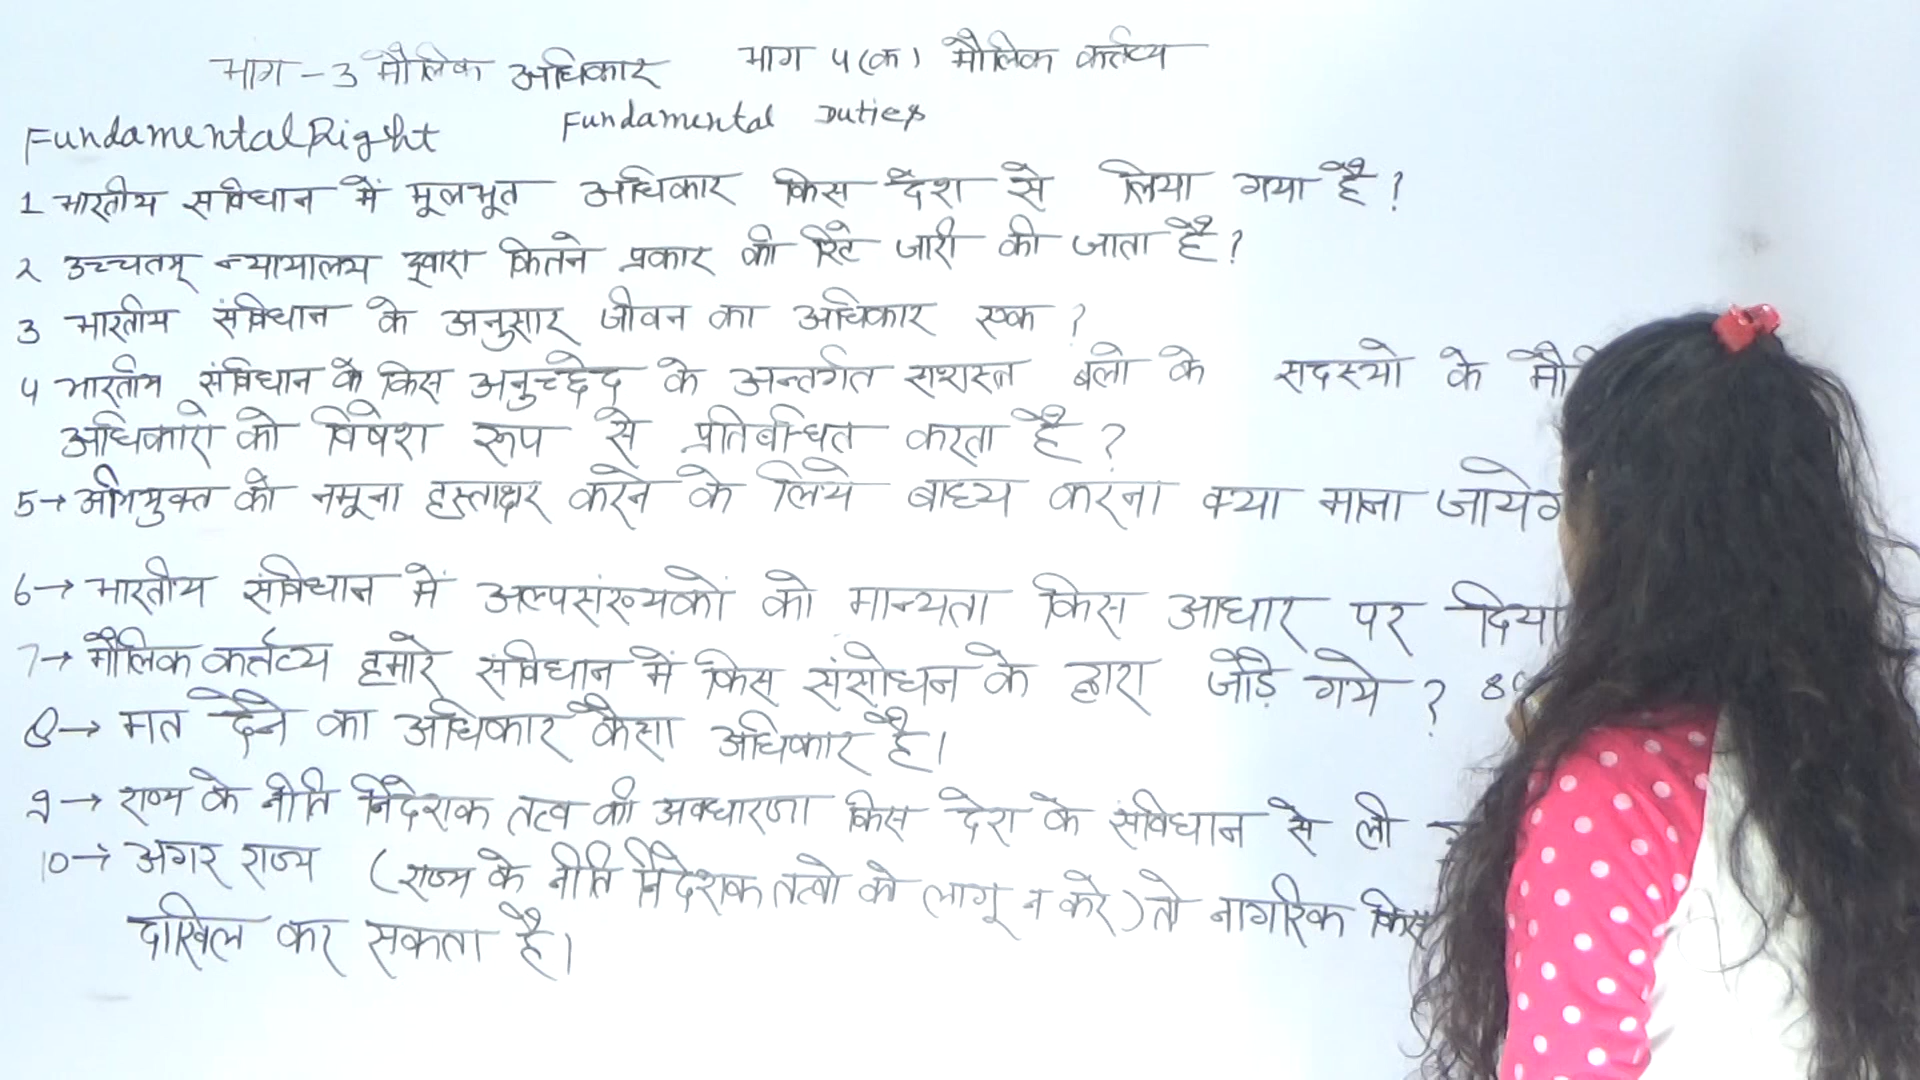 भाग - 3 मौलिक अधिकार भाग 4(क) मौलिक कर्तव्य
Fundamental Right Fundamental Duties
1 भारतीय संविधान में मूलभूत अधिकार किस देश से लिया गया है?
2 उच्चतम् न्यायालय द्वारा कितने प्रकार की रिटे जारी की जाता है?
3 भारतीय संविधान के अनुसार जीवन का अधिकार एक?
4 भारतीय संविधान के किस अनुच्छेद के अन्तर्गत सशस्त्र बलो के सदस्यो के
अधिकारो को विषेश रूप से प्रतिबन्धित करता है?
5→ अभियुक्त को नमूना हस्ताक्षर करने के लिये बाध्य करना क्या माना
6→ भारतीय संविधान में अल्पसंख्यकों को मान्यता किस आधार पर दिया
7→ मौलिक कर्तव्य हमारे संविधान में किस संसोधन के द्वारा जोड़े गये?
8→ मत देने का अधिकार कैसा अधिकार है।
9→ राज्य के नीति निदेशक तत्व की अवधारणा किस देश के संविधान से ली
10→ अगर राज्य (राज्य के नीति निदेशक तत्वो को लागू न करे) तो नागरिक किस
दाखिल कर सकता है।